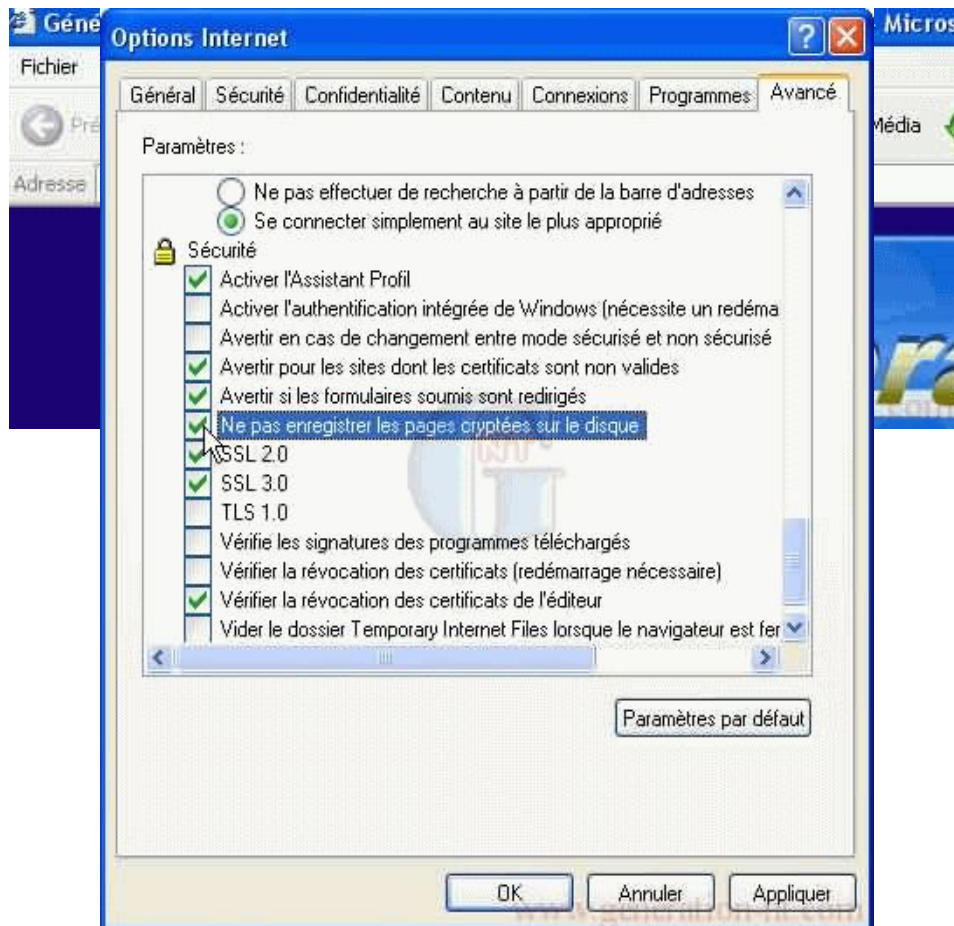 Géné
Options Internet
Micros
Fichier
Général Sécurité Confidentialité Contenu Connexions Programmes Avancé
Pré
Média
Paramètres :
Adresse
Ne pas effectuer de recherche à partir de la barre d'adresses
Se connecter simplement au site le plus approprié
Sécurité
Activer l'Assistant Profil
Activer l'authentification intégrée de Windows (nécessite un redéma
Avertir en cas de changement entre mode sécurisé et non sécurisé
Avertir pour les sites dont les certificats sont non valides
Avertir si les formulaires soumis sont redirigés
Ne pas enregistrer les pages cryptées sur le disque
SSL 2.0
SSL 3.0
TLS 1.0
Vérifie les signatures des programmes téléchargés
Vérifier la révocation des certificats (redémarrage nécessaire)
Vérifier la révocation des certificats de l'éditeur
Vider le dossier Temporary Internet Files lorsque le navigateur est fer
Paramètres par défaut
OK Annuler Appliquer
www.generation-nt.com